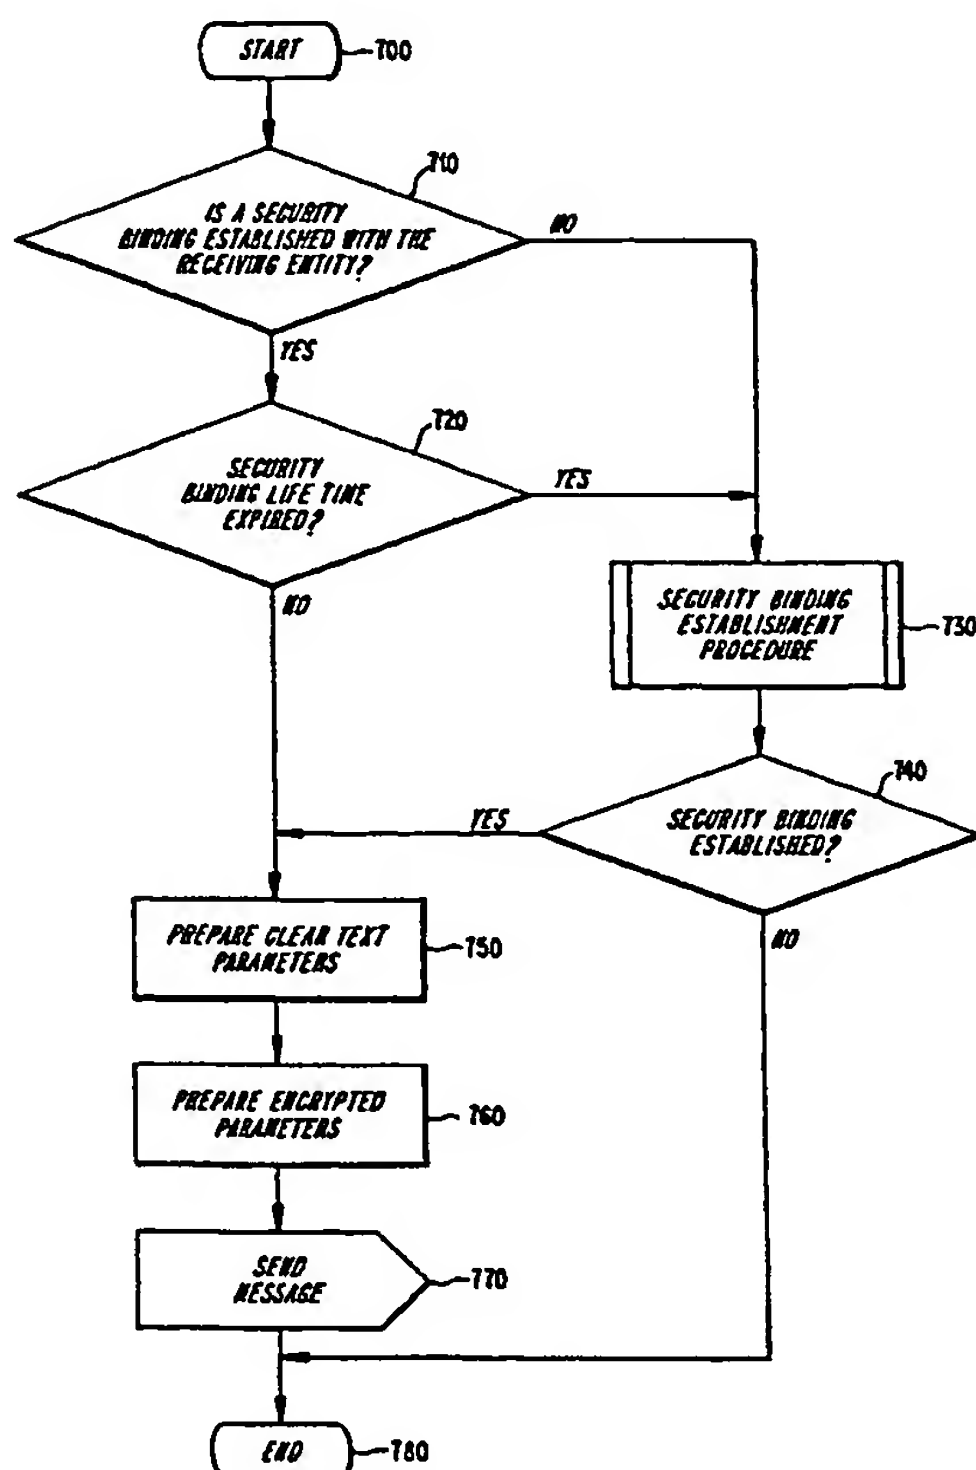 START
700
710
IS A SECURITY
BINDING ESTABLISHED WITH THE
RECEIVING ENTITY?
NO
YES
720
SECURITY
BINDING LIFE TIME
EXPIRED?
YES
NO
SECURITY BINDING
ESTABLISHMENT
PROCEDURE
730
740
SECURITY BINDING
ESTABLISHED?
YES
NO
PREPARE CLEAR TEXT
PARAMETERS
750
PREPARE ENCRYPTED
PARAMETERS
760
SEND
MESSAGE
770
END
780